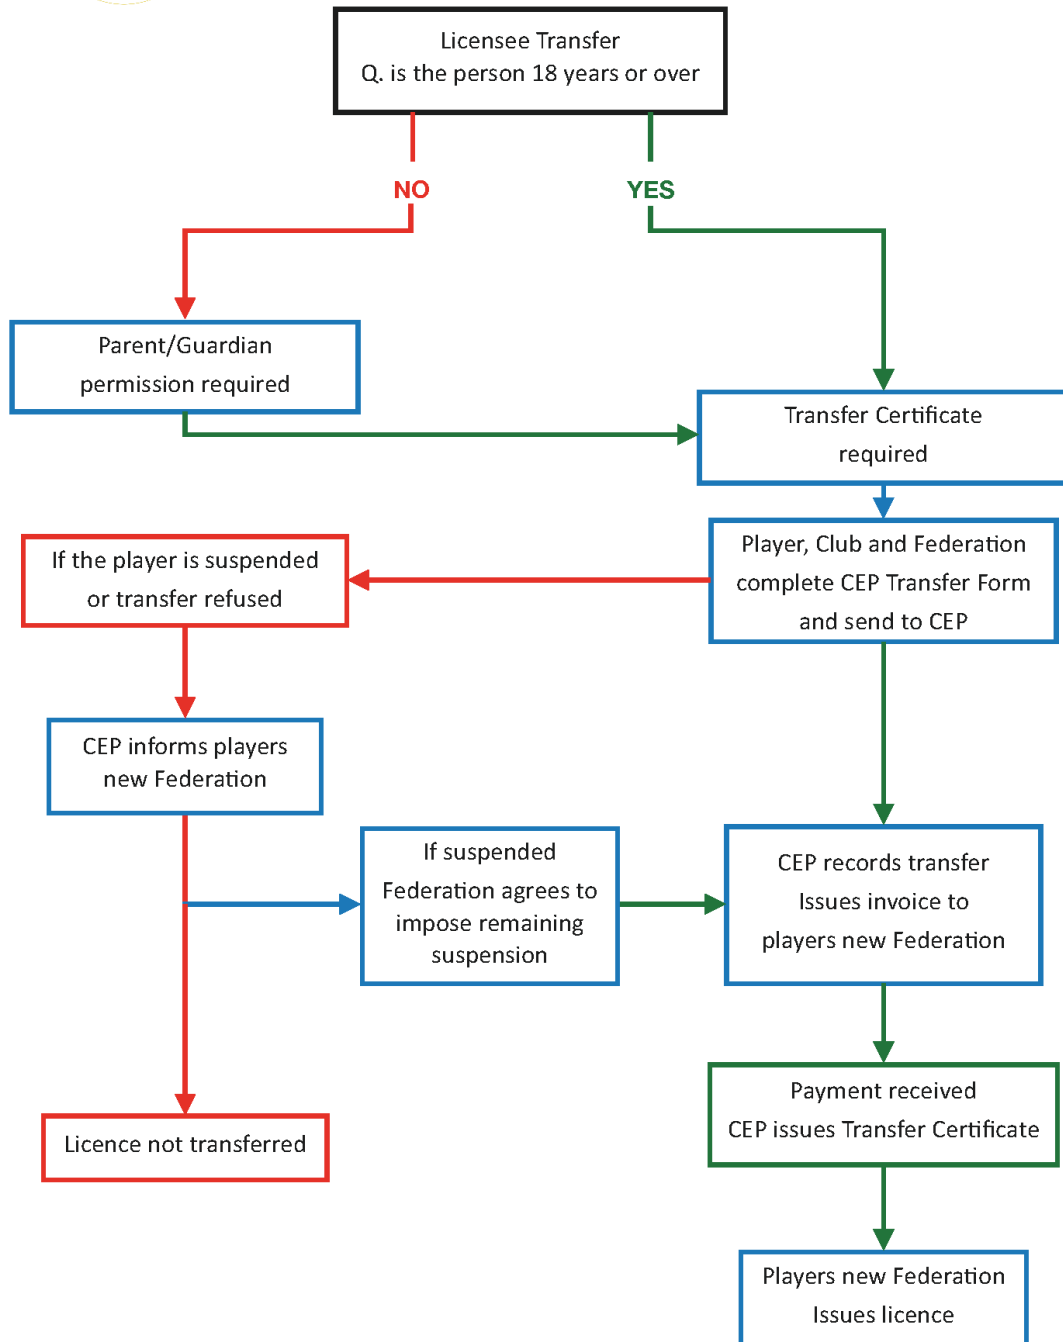 Licensee Transfer
Q. is the person 18 years or over
NO
YES
Parent/Guardian
permission required
Transfer Certificate
required
If the player is suspended
or transfer refused
Player, Club and Federation
complete CEP Transfer Form
and send to CEP
CEP informs players
new Federation
If suspended
Federation agrees to
impose remaining
suspension
CEP records transfer
Issues invoice to
players new Federation
Payment received
CEP issues Transfer Certificate
Licence not transferred
Players new Federation
Issues licence